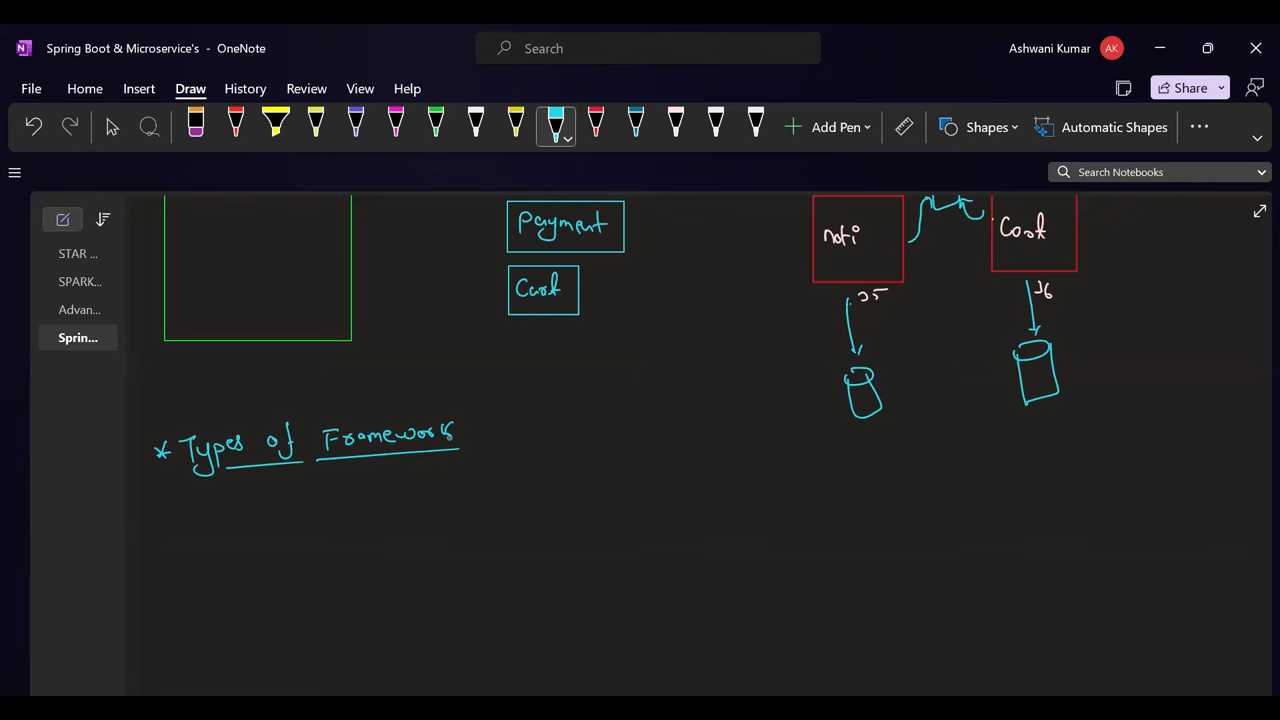 Spring Boot & Microservice's - OneNote
Search
Ashwani Kumar
AK
File
Home
Insert
Draw
History
Review
View
Help
Share
Add Pen
Shapes
Automatic Shapes
Search Notebooks
STAR ...
SPARK...
Advan...
Sprin...
Payment
Cart
noti
Cart
* Types of Frameworks